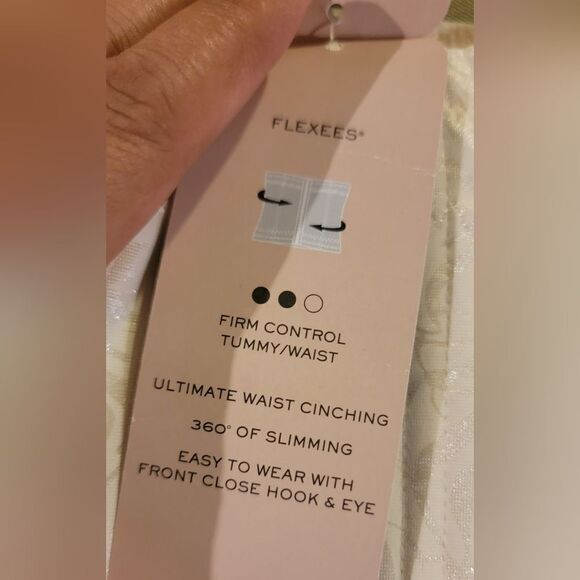 FLEXEES®
FIRM CONTROL
TUMMY/WAIST
ULTIMATE WAIST CINCHING
360° OF SLIMMING
EASY TO WEAR WITH
FRONT CLOSE HOOK & EYE